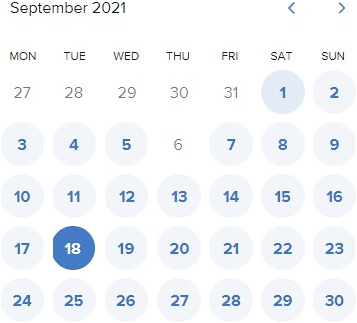 September 2021
MON TUE WED THU FRI SAT SUN
27 28 29 30 31 1 2
3 4 5 6 7 8 9
10 11 12 13 14 15 16
17 18 19 20 21 22 23
24 25 26 27 28 29 30